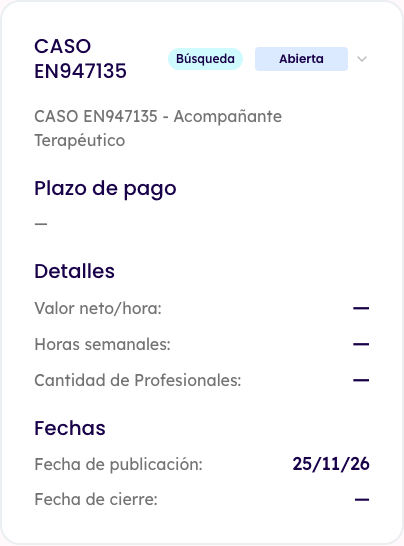 CASO
EN947135
Búsqueda
Abierta
CASO EN947135 - Acompañante
Terapéutico
Plazo de pago
—
Detalles
Valor neto/hora: —
Horas semanales: —
Cantidad de Profesionales: —
Fechas
Fecha de publicación: 25/11/26
Fecha de cierre: —